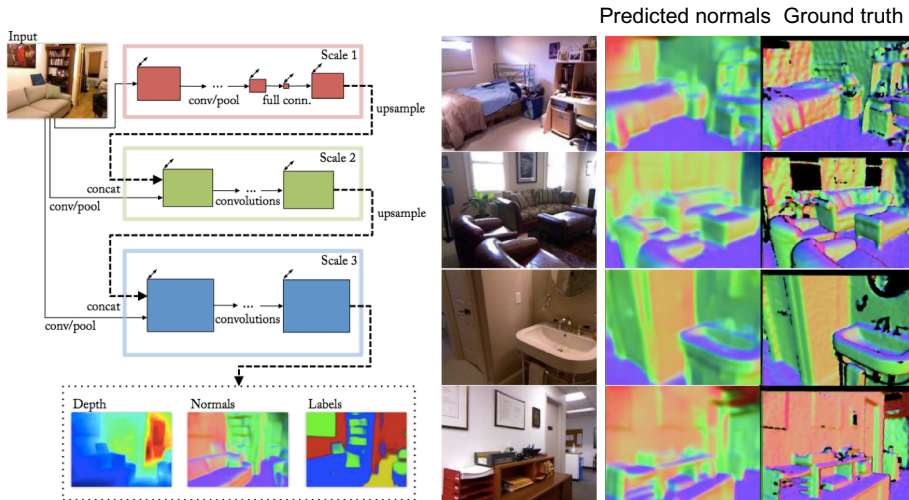 Predicted normals Ground truth
Input
Scale 1
conv/pool
...
full conn.
upsample
Scale 2
concat
conv/pool
...
convolutions
upsample
Scale 3
concat
conv/pool
...
convolutions
Depth
Normals
Labels